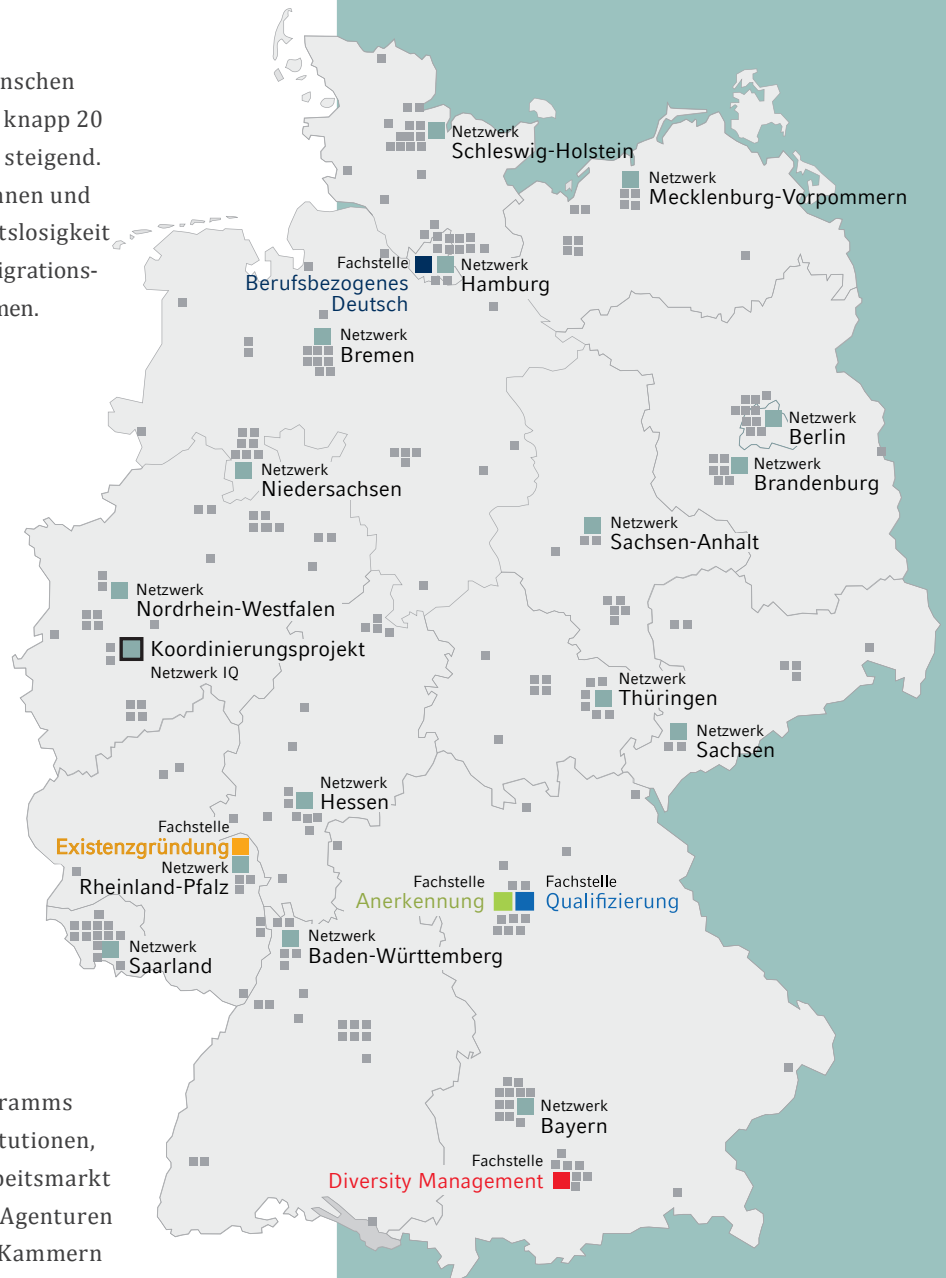 nschen
knapp 20
steigend.
nnen und
tslosigkeit
igrations-
men.
Netzwerk
Schleswig-Holstein
Netzwerk
Mecklenburg-Vorpommern
Fachstelle
Berufsbezogenes
Deutsch
Netzwerk
Hamburg
Netzwerk
Bremen
Netzwerk
Berlin
Netzwerk
Brandenburg
Netzwerk
Niedersachsen
Netzwerk
Sachsen-Anhalt
Netzwerk
Nordrhein-Westfalen
Koordinierungsprojekt
Netzwerk IQ
Netzwerk
Thüringen
Netzwerk
Sachsen
Netzwerk
Hessen
Fachstelle
Existenzgründung
Netzwerk
Rheinland-Pfalz
Fachstelle
Anerkennung
Fachstelle
Qualifizierung
Netzwerk
Saarland
Netzwerk
Baden-Württemberg
Netzwerk
Bayern
Fachstelle
Diversity Management
ramms
tutionen,
beitsmarkt
Agenturen
Kammern